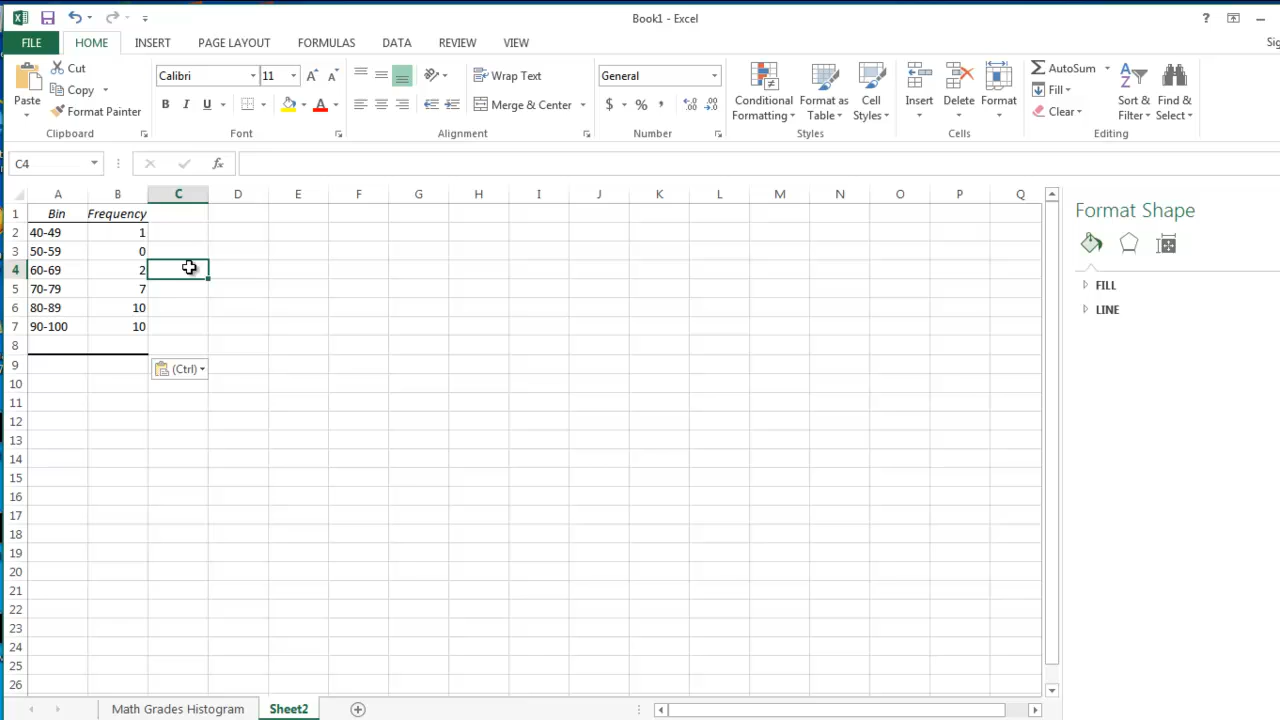 Book1 - Excel
?
FILE HOME INSERT PAGE LAYOUT FORMULAS DATA REVIEW VIEW
Paste
Cut
Copy
Format Painter
Clipboard
Calibri 11
A A
B I U A
Font
Wrap Text
Merge & Center
Alignment
General
$ % , .0 .00
Number
Conditional Formatting
Format as Table
Cell Styles
Styles
Insert Delete Format
Cells
AutoSum
Fill
Clear
Sort & Filter
Find & Select
Editing
C4 fx
A B C D E F G H I J K L M N O P Q
1 Bin Frequency
2 40-49 1
3 50-59 0
4 60-69 2
5 70-79 7
6 80-89 10
7 90-100 10
8
9 (Ctrl)
10
11
12
13
14
15
16
17
18
19
20
21
22
23
24
25
26
Format Shape
FILL
LINE
Math Grades Histogram Sheet2